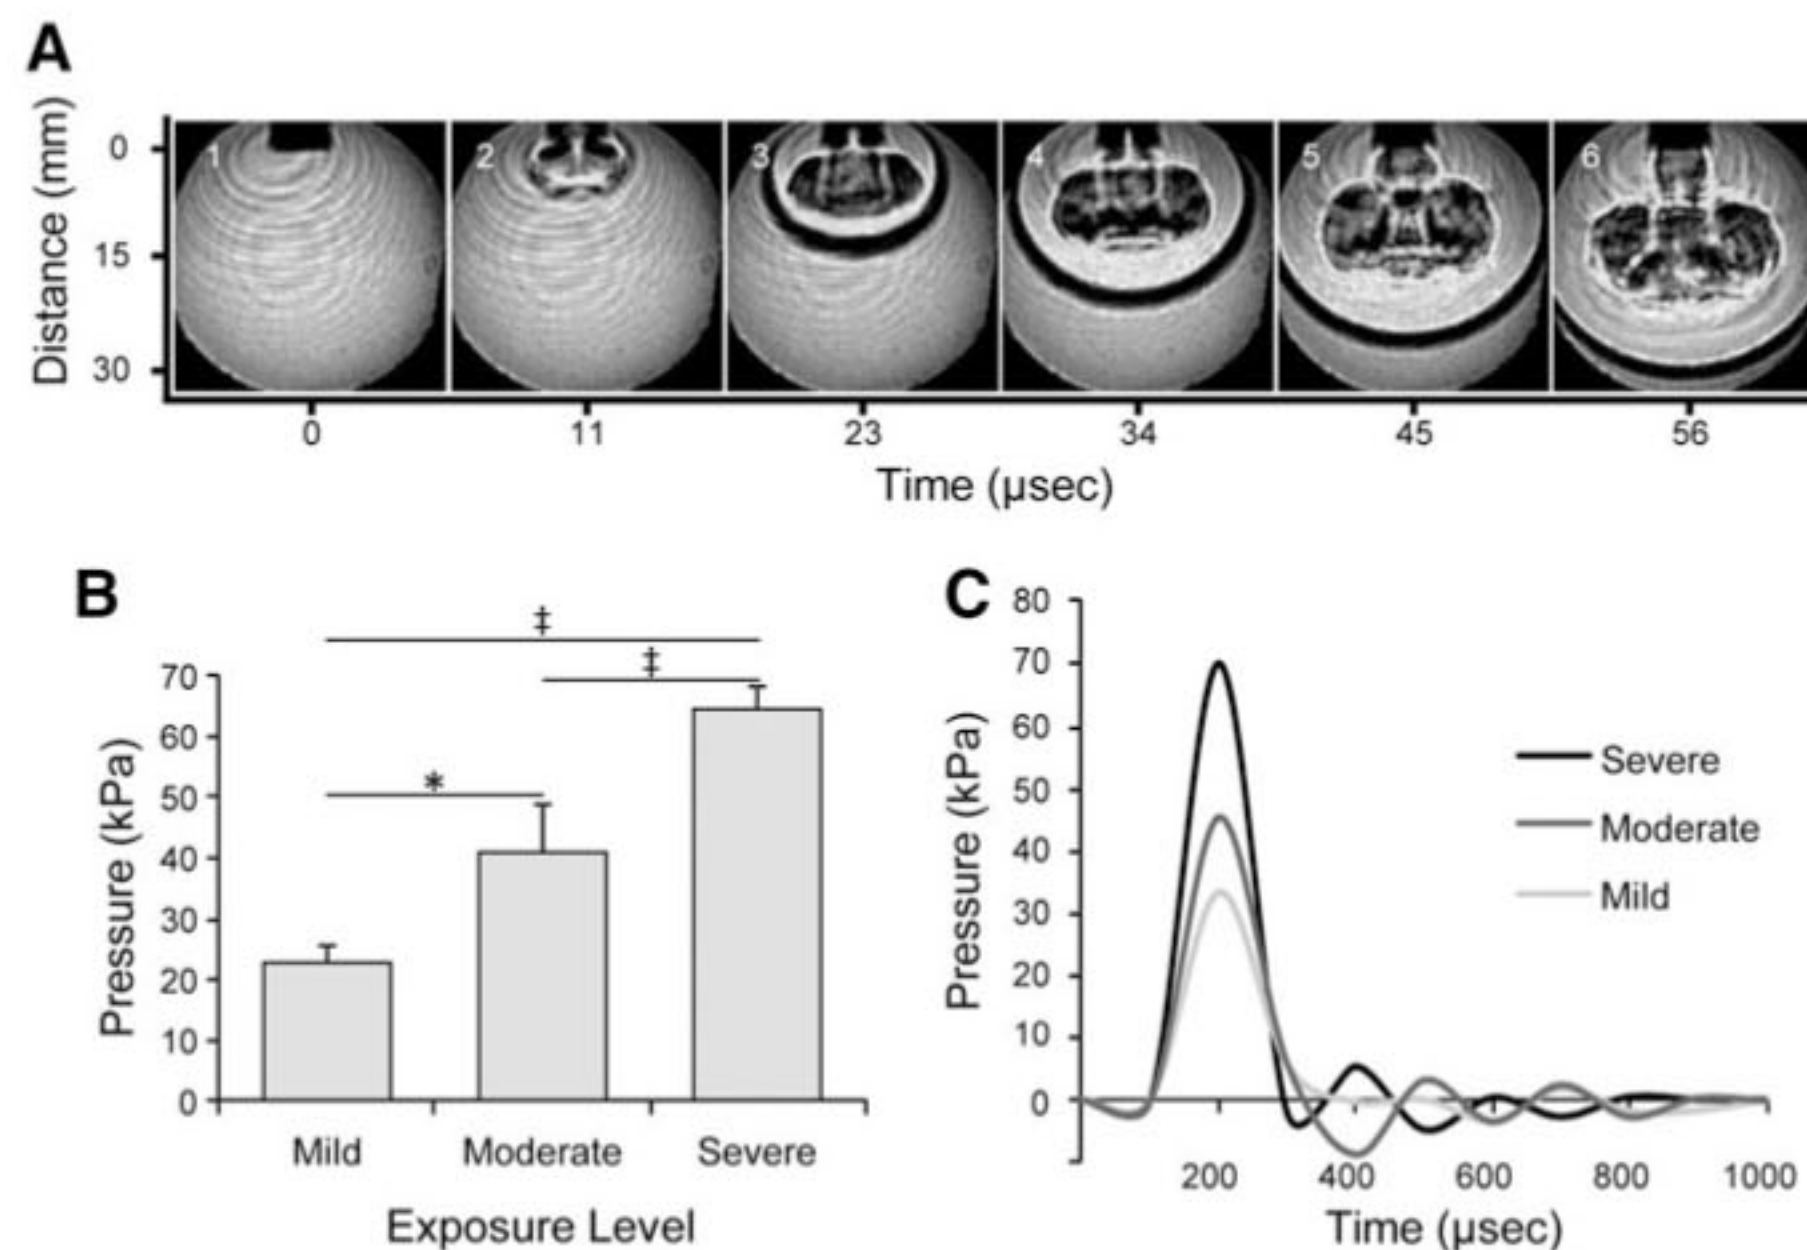 A
Distance (mm)
0
15
30
1
2
3
4
5
6
0 11 23 34 45 56
Time (µsec)
B
‡
‡
*
Pressure (kPa)
70
60
50
40
30
20
10
0
Mild Moderate Severe
Exposure Level
C
Pressure (kPa)
80
70
60
50
40
30
20
10
0
Severe
Moderate
Mild
200 400 600 800 1000
Time (µsec)